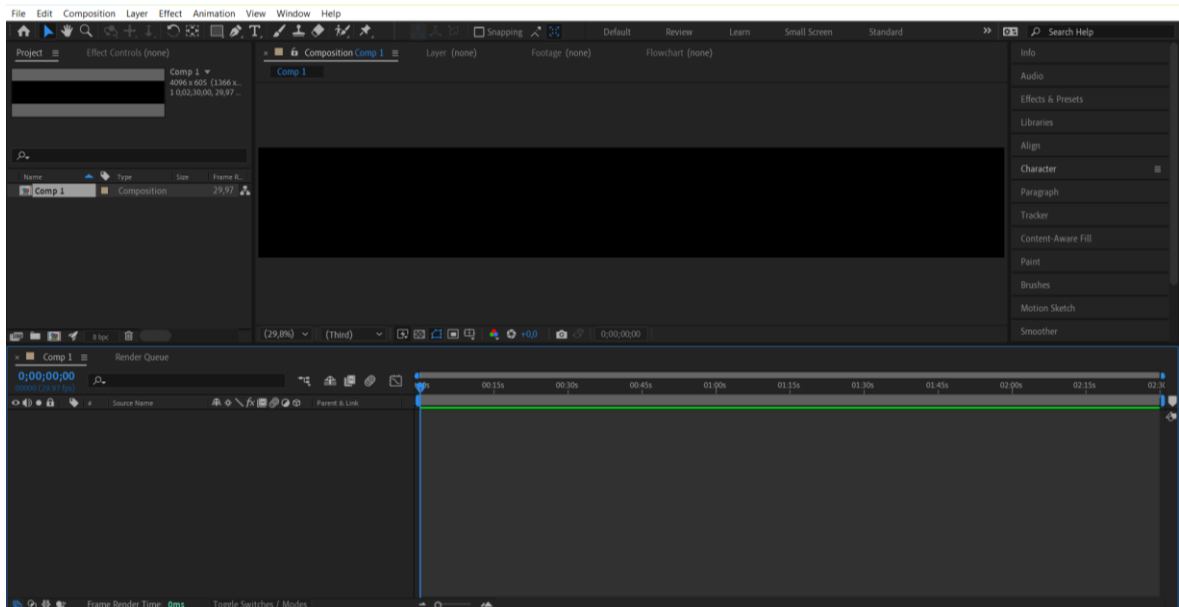 File Edit Composition Layer Effect Animation View Window Help
Snapping Default Review Learn Small Screen Standard Search Help
Project Effect Controls (none)
Comp 1
4096 x 605 (1366 x...
1 0;02;30;00, 29,97 ...
Name Type Size Frame R...
Comp 1 Composition 29,97
8 bpc
Composition Comp 1 Layer (none) Footage (none) Flowchart (none)
Comp 1
(29,8%) (Third) +0,0 0;00;00;00
Info
Audio
Effects & Presets
Libraries
Align
Character
Paragraph
Tracker
Content-Aware Fill
Paint
Brushes
Motion Sketch
Smoother
Comp 1 Render Queue
0;00;00;00
00000 (29.97 fps)
00:15s 00:30s 00:45s 01:00s 01:15s 01:30s 01:45s 02:00s 02:15s
# Source Name fx Parent & Link
Frame Render Time: 0ms Toggle Switches / Modes